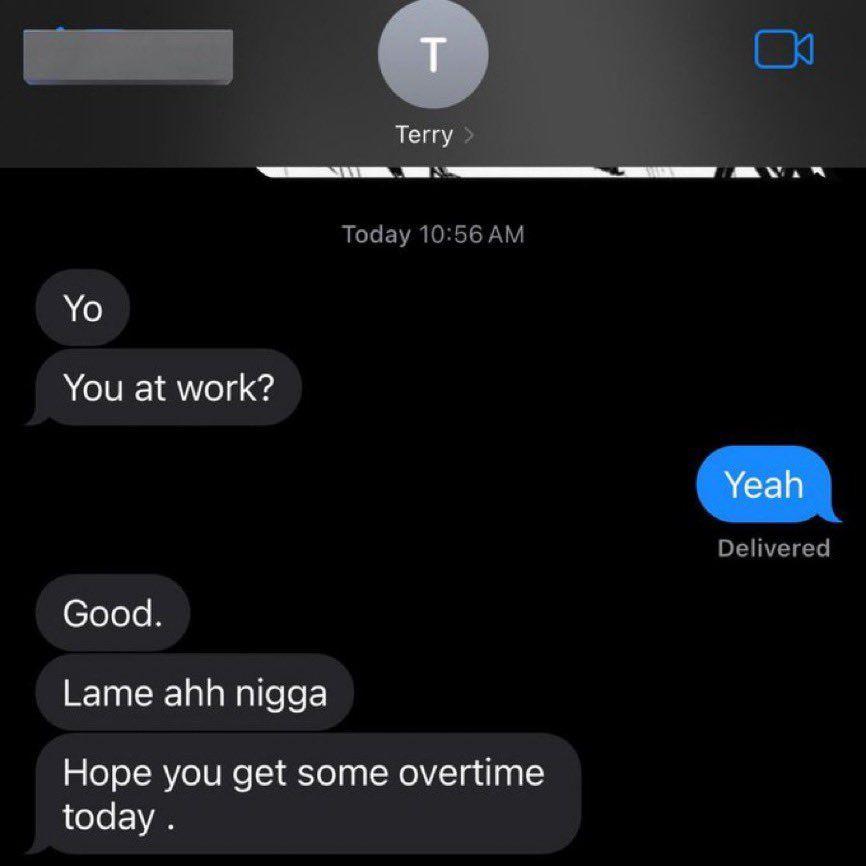 T
Terry >
Today 10:56 AM
Yo
You at work?
Yeah
Delivered
Good.
Lame ahh nigga
Hope you get some overtime
today .